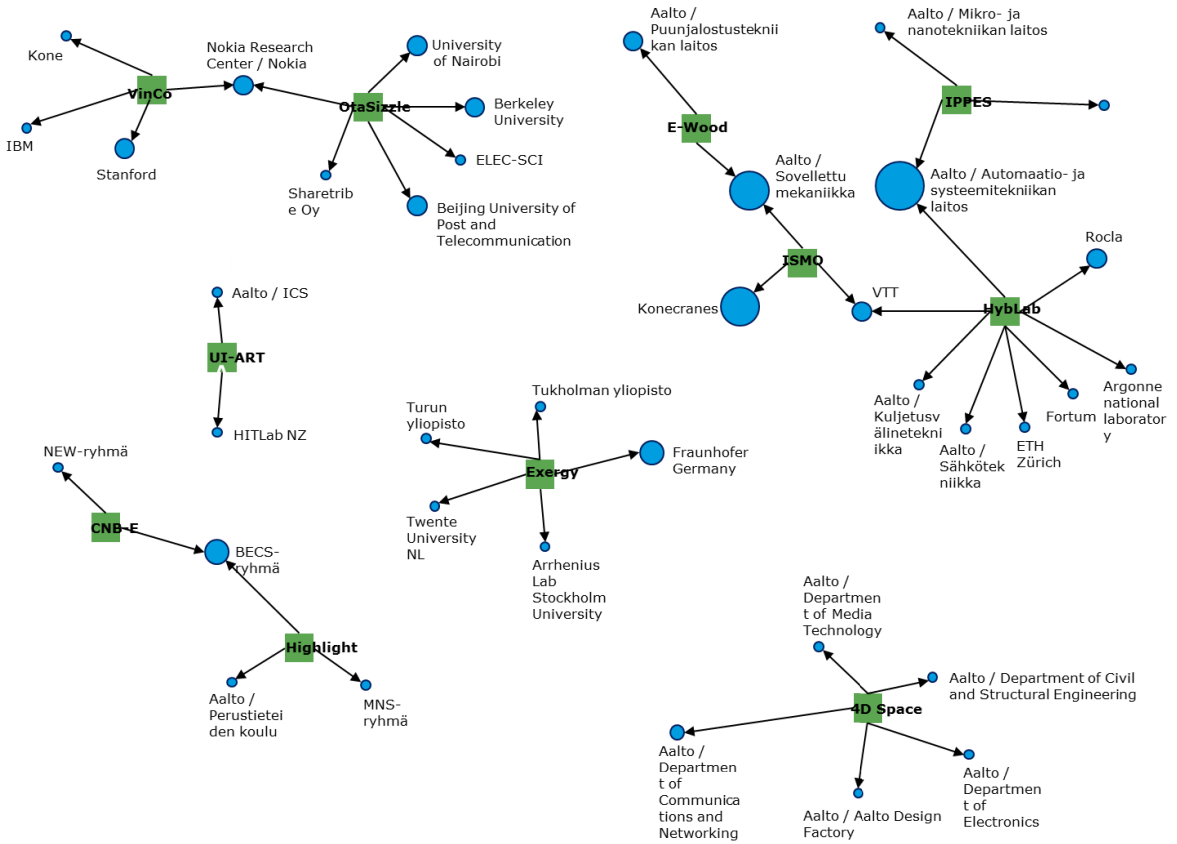 Kone
VinCo
IBM
Stanford
Nokia Research
Center / Nokia
OtaSizzle
University
of Nairobi
Berkeley
University
ELEC-SCI
Sharetrib
e Oy
Beijing University of
Post and
Telecommunication
Aalto /
Puunjalostusteknii
kan laitos
E-Wood
Aalto /
Sovellettu
mekaniikka
ISMO
Konecranes
VTT
Aalto / Mikro- ja
nanotekniikan laitos
IPPES
Aalto / Automaatio- ja
systeemitekniikan
laitos
Rocla
HybLab
Aalto /
Kuljetusv
älinetekni
ikka
Aalto /
Sähkötek
niikka
ETH
Zürich
Fortum
Argonne
national
laborator
y
Aalto / ICS
UI-ART
HITLab NZ
NEW-ryhmä
CNB-E
BECS-
ryhmä
Highlight
Aalto /
Perustietei
den koulu
MNS-
ryhmä
Tukholman yliopisto
Turun
yliopisto
Exergy
Fraunhofer
Germany
Twente
University
NL
Arrhenius
Lab
Stockholm
University
Aalto /
Departmen
t of Media
Technology
Aalto / Department of Civil
and Structural Engineering
4D Space
Aalto /
Departmen
t of
Communica
tions and
Networking
Aalto / Aalto Design
Factory
Aalto /
Departmen
t of
Electronics